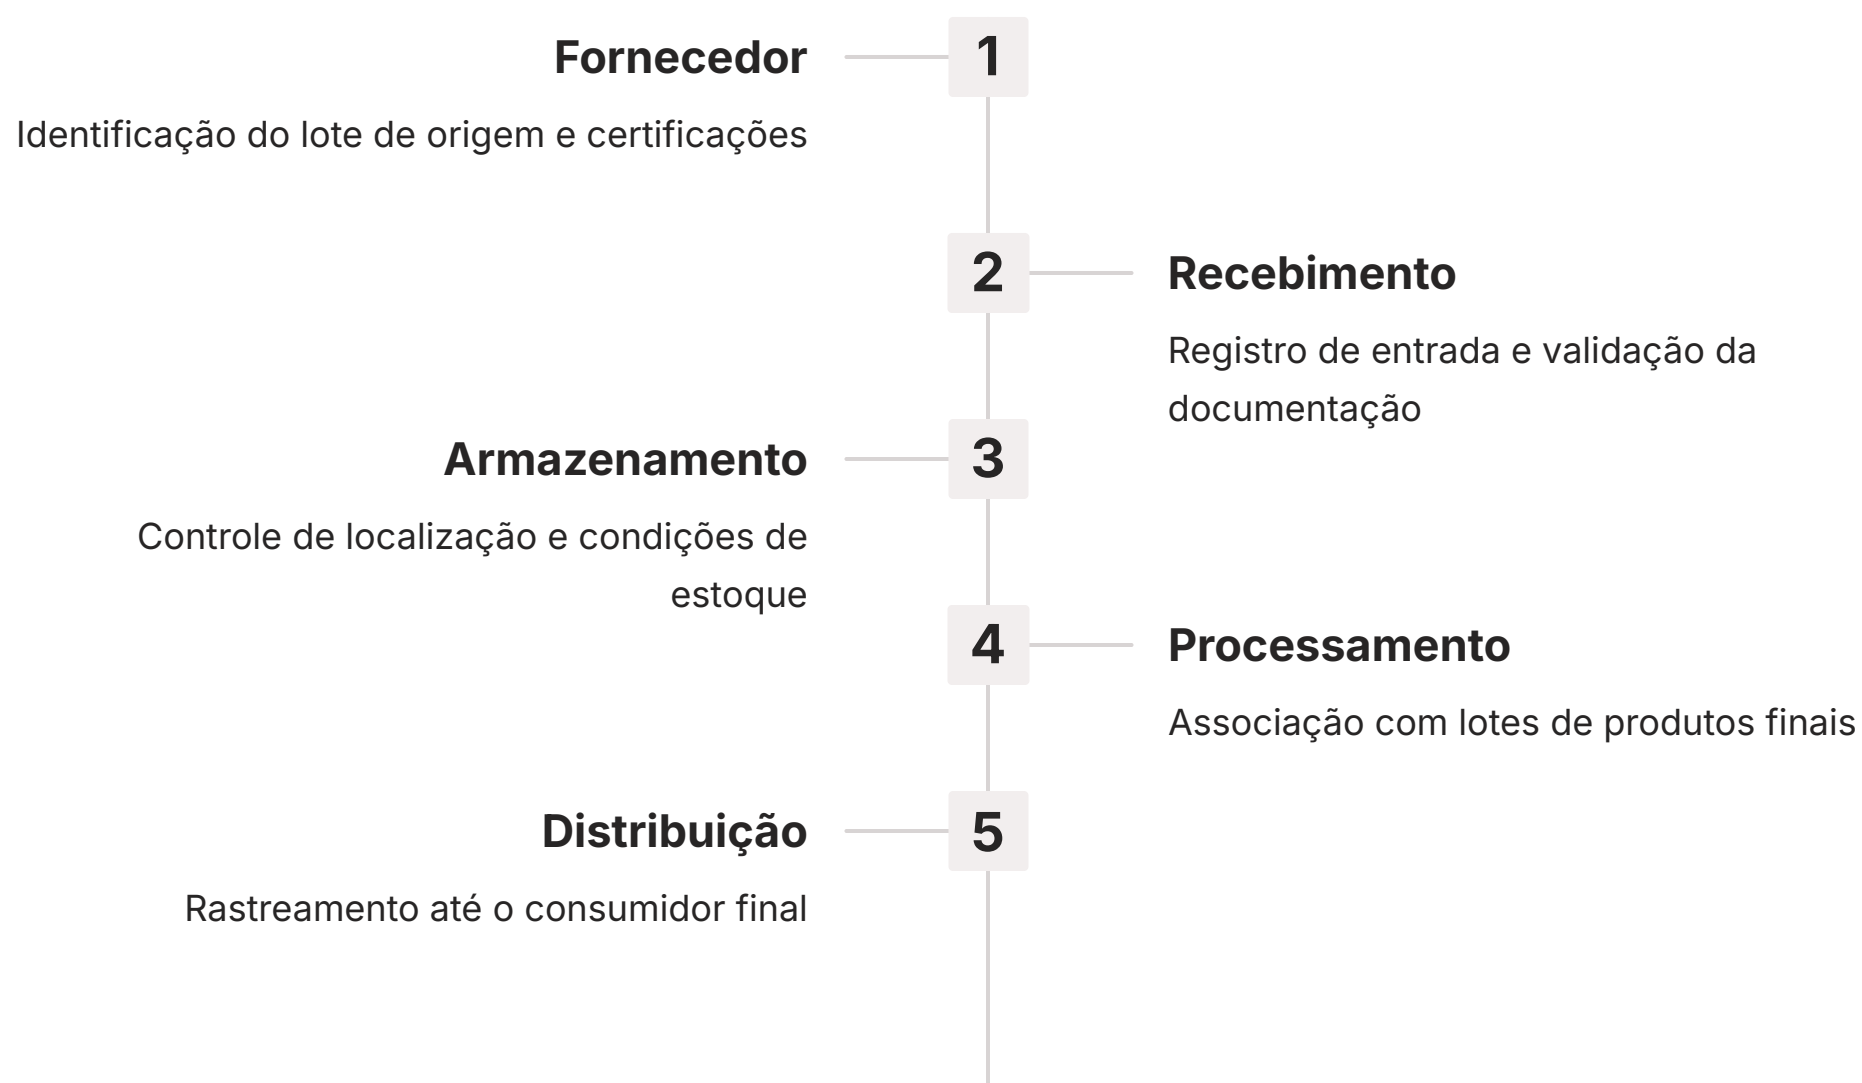 1
Fornecedor
Identificação do lote de origem e certificações
2
Recebimento
Registro de entrada e validação da
documentação
3
Armazenamento
Controle de localização e condições de
estoque
4
Processamento
Associação com lotes de produtos finais
5
Distribuição
Rastreamento até o consumidor final